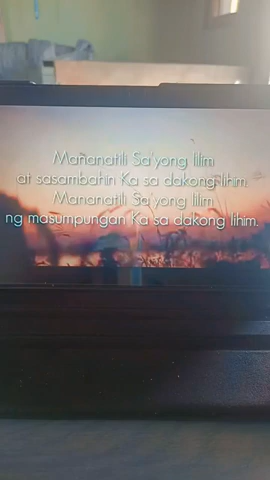 Mananatili Sa'yong lilim
at sasambahin Ka sa dakong lihim.
Mananatili Sa'yong lilim
ng masumpungan Ka sa dakong lihim.